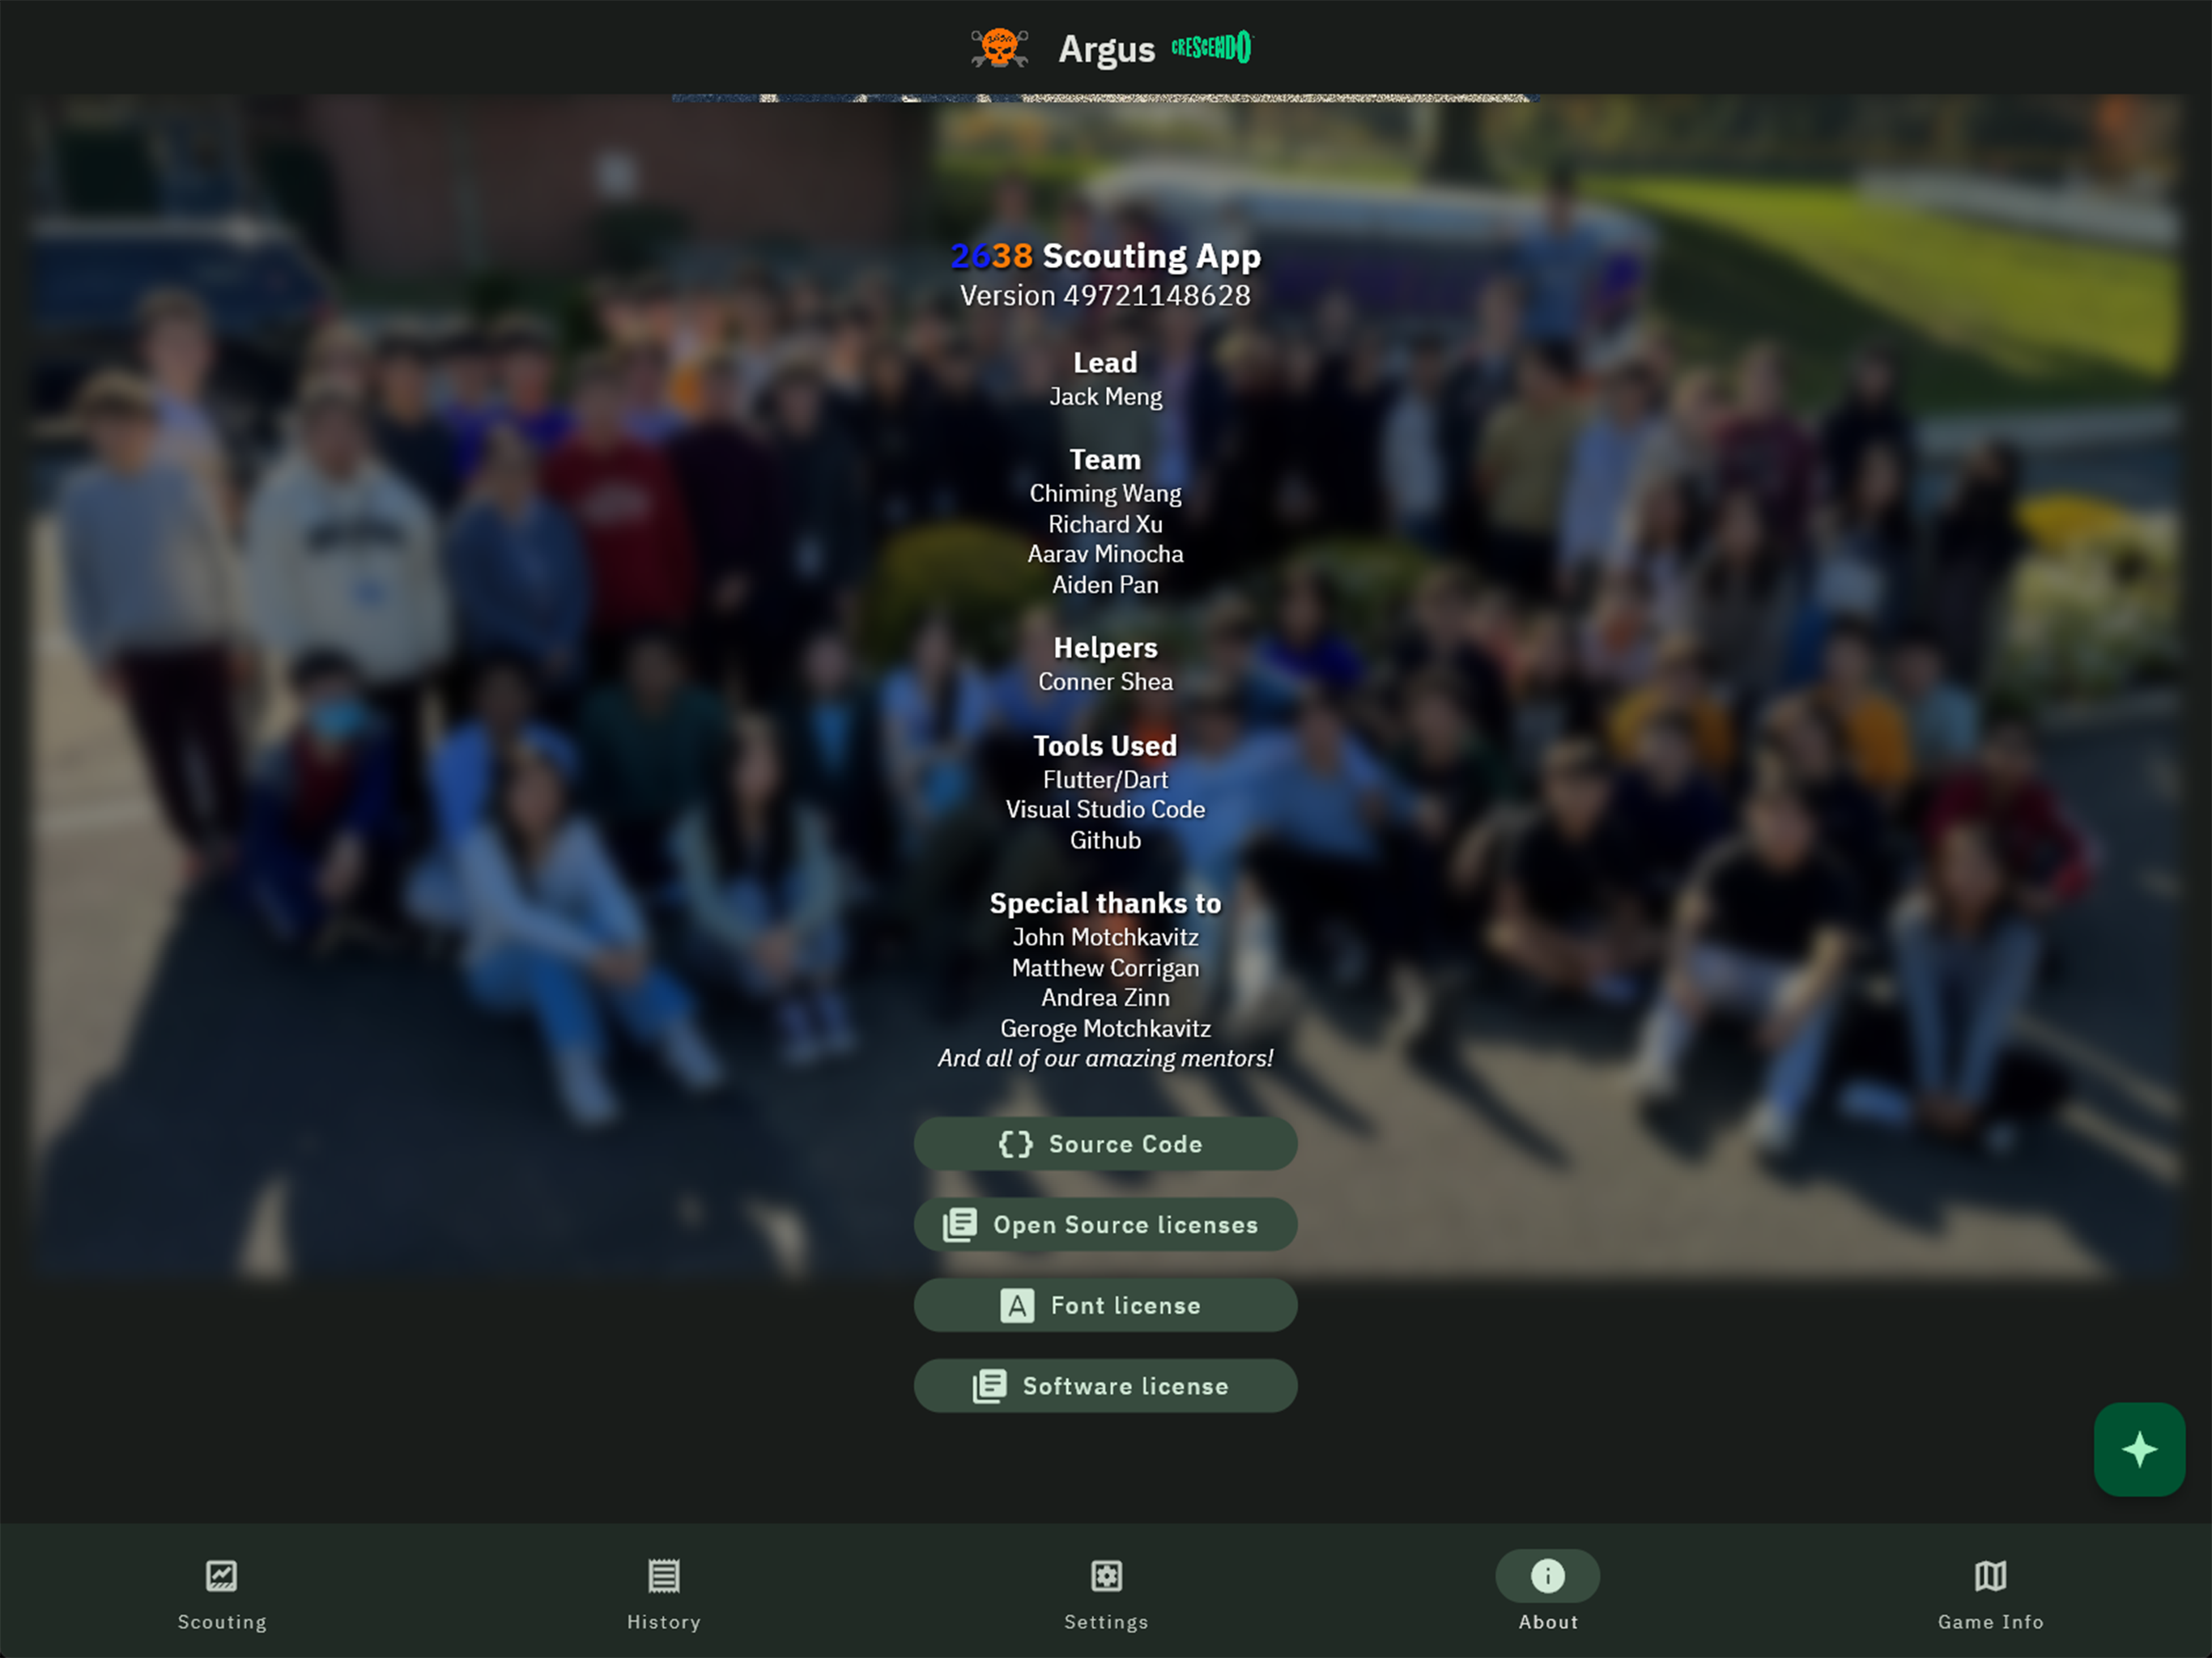 Argus CRESCENDO
2638 Scouting App
Version 49721148628
Lead
Jack Meng
Team
Chiming Wang
Richard Xu
Aarav Minocha
Aiden Pan
Helpers
Conner Shea
Tools Used
Flutter/Dart
Visual Studio Code
Github
Special thanks to
John Motchkavitz
Matthew Corrigan
Andrea Zinn
Geroge Motchkavitz
And all of our amazing mentors!
Source Code
Open Source licenses
Font license
Software license
Scouting
History
Settings
About
Game Info